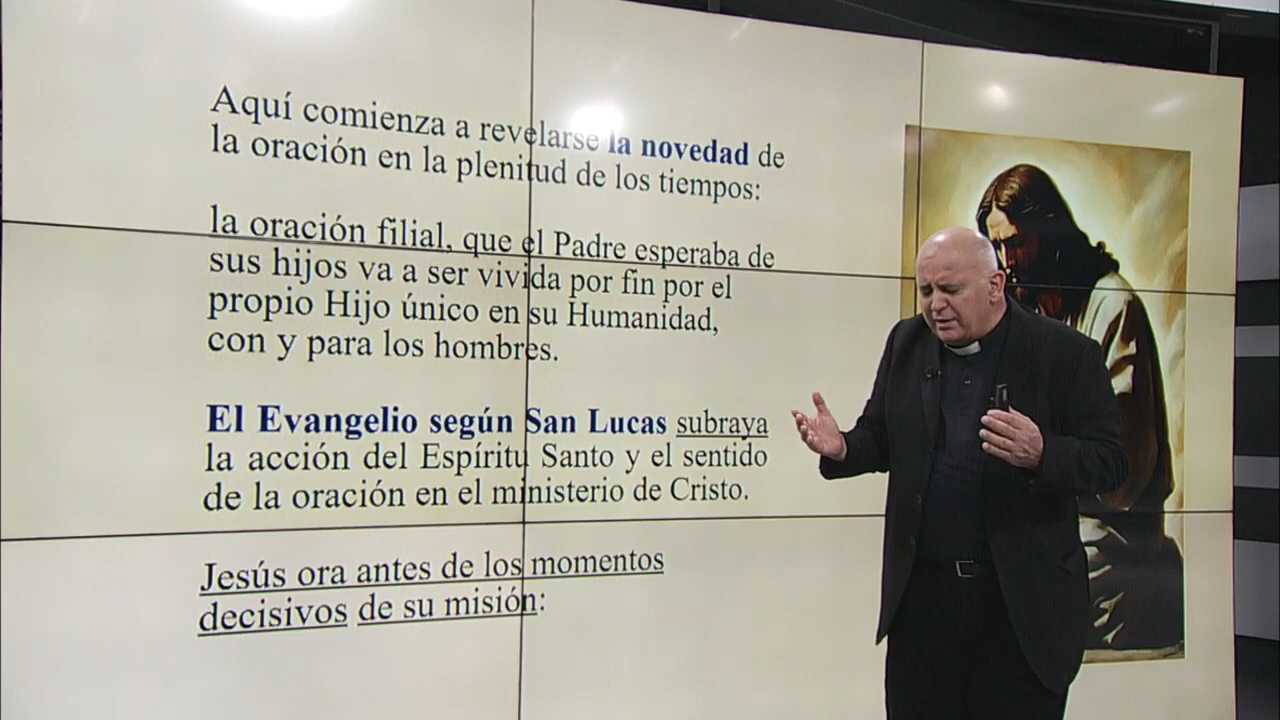 Aquí comienza a revelarse la novedad de
la oración en la plenitud de los tiempos:
la oración filial, que el Padre esperaba de
sus hijos va a ser vivida por fin por el
propio Hijo único en su Humanidad,
con y para los hombres.
El Evangelio según San Lucas subraya
la acción del Espíritu Santo y el sentido
de la oración en el ministerio de Cristo.
Jesús ora antes de los momentos
decisivos de su misión: